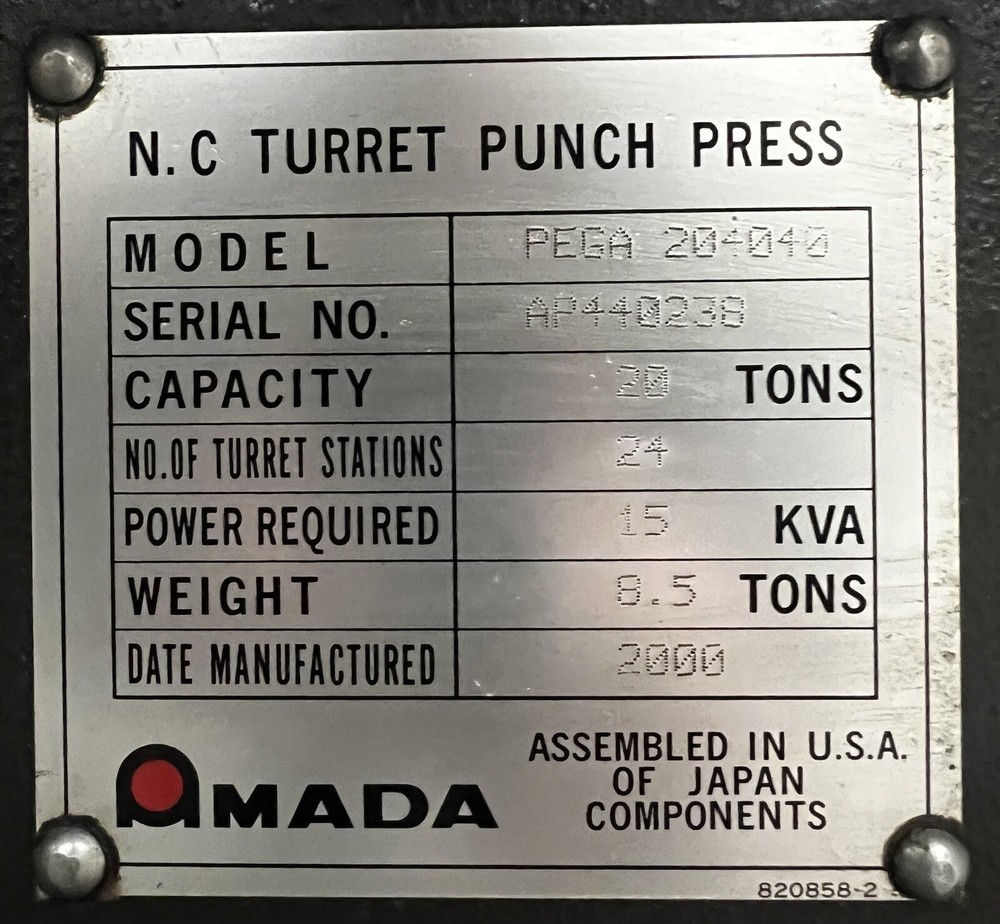 N.C TURRET PUNCH PRESS
MODEL PEGA 204040
SERIAL NO. AP440238
CAPACITY 20 TONS
NO.OF TURRET STATIONS 24
POWER REQUIRED 15 KVA
WEIGHT 8.5 TONS
DATE MANUFACTURED 2000
AMADA
ASSEMBLED IN U.S.A.
OF JAPAN
COMPONENTS
820858-2